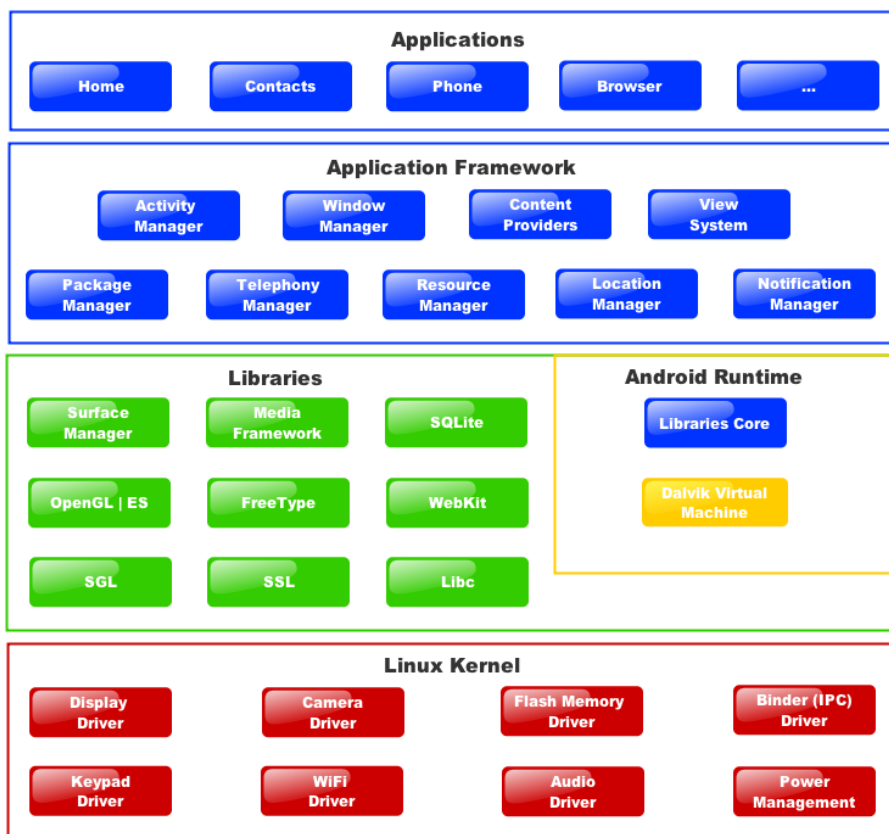 Applications
Home
Contacts
Phone
Browser
...
Application Framework
Activity
Manager
Window
Manager
Content
Providers
View
System
Package
Manager
Telephony
Manager
Resource
Manager
Location
Manager
Notification
Manager
Libraries
Surface
Manager
Media
Framework
SQLite
OpenGL | ES
FreeType
WebKit
SGL
SSL
Libc
Android Runtime
Libraries Core
Dalvik Virtual
Machine
Linux Kernel
Display
Driver
Camera
Driver
Flash Memory
Driver
Binder (IPC)
Driver
Keypad
Driver
WiFi
Driver
Audio
Driver
Power
Management